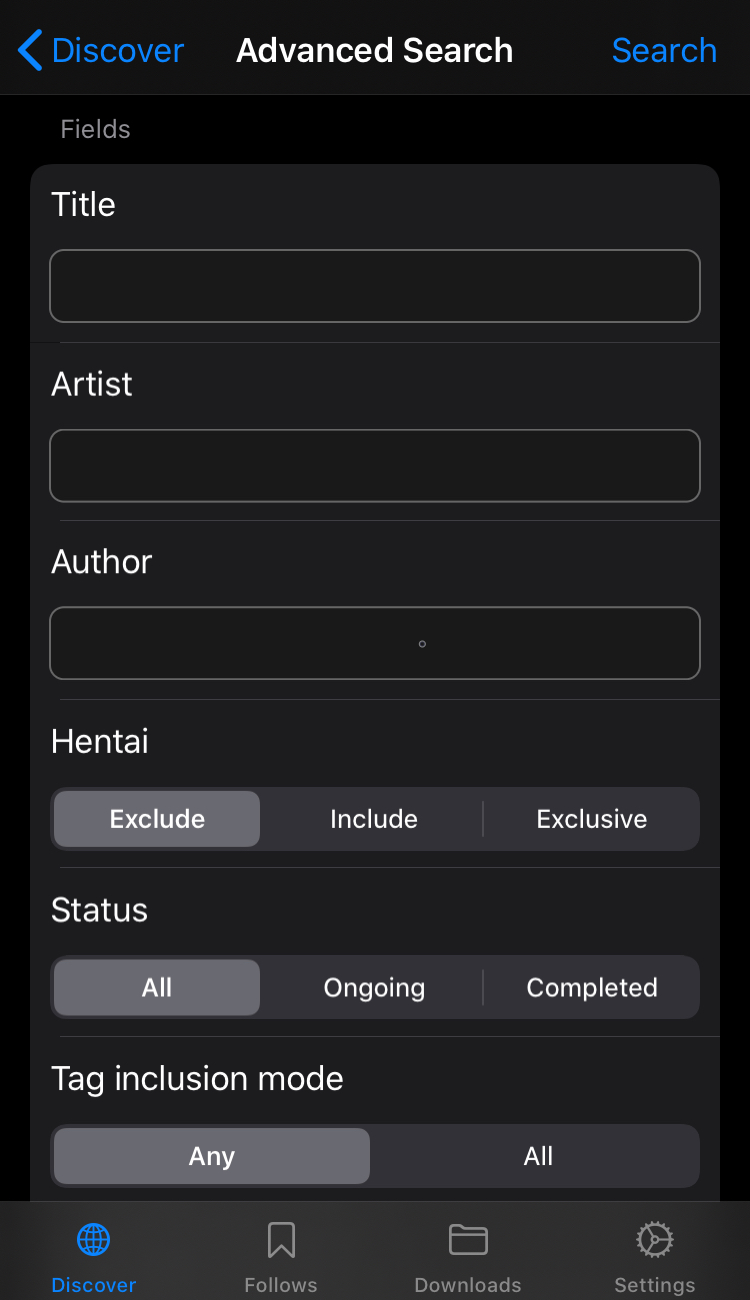 Discover Advanced Search Search
Fields
Title
Artist
Author
Hentai
Exclude Include Exclusive
Status
All Ongoing Completed
Tag inclusion mode
Any All
Discover Follows Downloads Settings